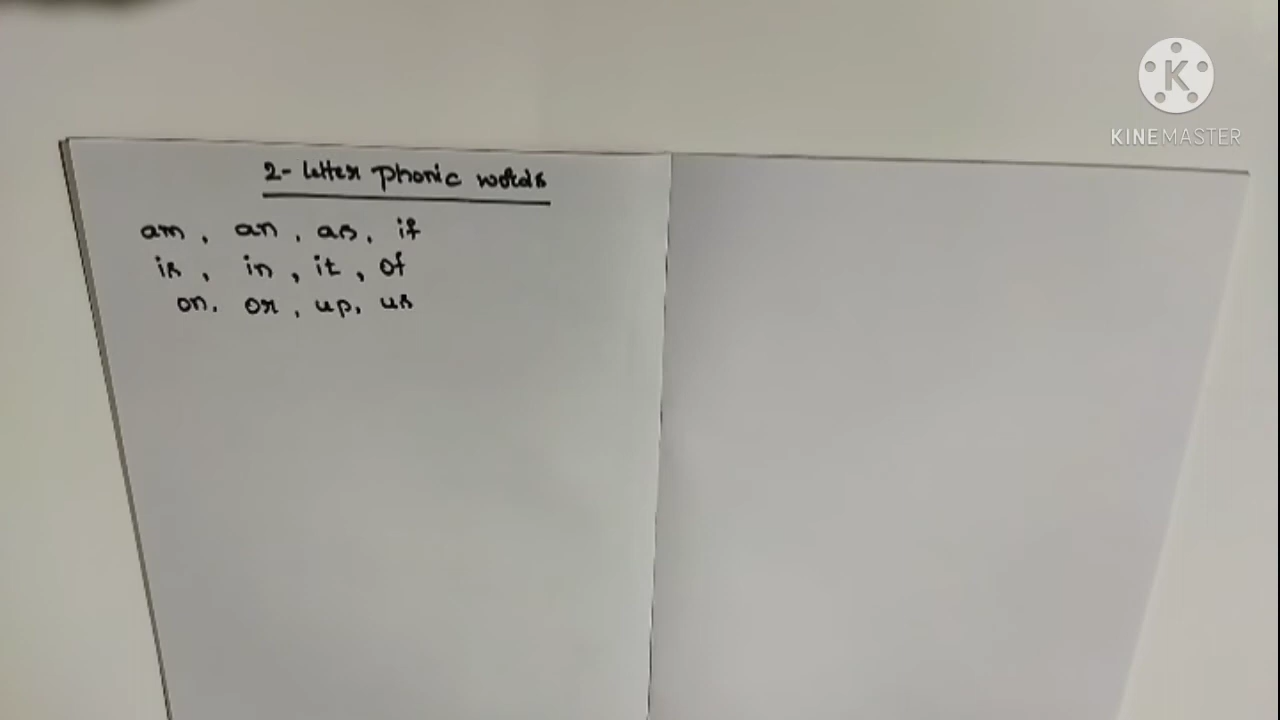 KINEMASTER
2- letter phonic words
am, an, as, if
is, in, it, of
on, or, up, us